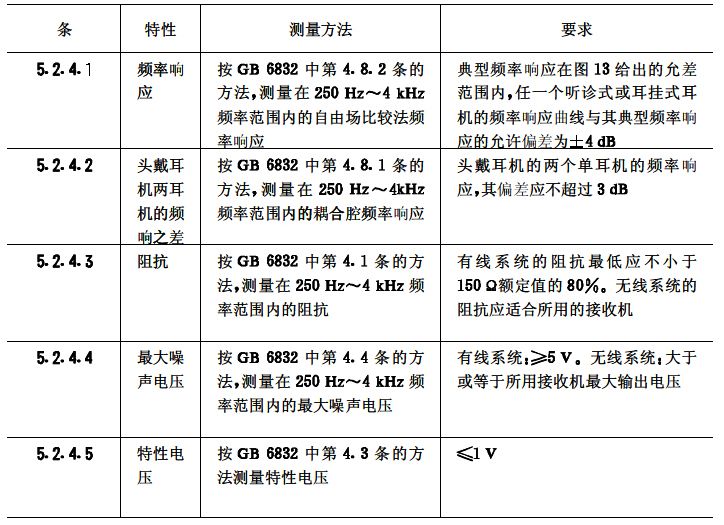 条 特性 测量方法 要求
5.2.4.1 频率响 按 GB 6832 中第 4.8.2 条的 典型频率响应在图 13 给出的允差
应 方法,测量在 250 Hz～4 kHz 范围内,任一个听诊式或耳挂式耳
频率范围内的自由场比较法频 机的频率响应曲线与其典型频率响
率响应 应的允许偏差为±4 dB
5.2.4.2 头戴耳 按 GB 6832 中第 4.8.1 条的 头戴耳机的两个单耳机的频率响
机两耳 方法,测量在 250 Hz～4kHz 应,其偏差应不超过 3 dB
机的频 频率范围内的耦合腔频率响应
响之差
5.2.4.3 阻抗 按 GB 6832 中第 4.1 条的方 有线系统的阻抗最低应不小于
法,测量在 250 Hz～4 kHz 频 150 Ω额定值的 80%。无线系统的
率范围内的阻抗 阻抗应适合所用的接收机
5.2.4.4 最大噪 按 GB 6832 中第 4.4 条的方 有线系统:≥5 V。无线系统:大于
声电压 法,测量在 250 Hz～4 kHz 频 或等于所用接收机最大输出电压
率范围内的最大噪声电压
5.2.4.5 特性电 按 GB 6832 中第 4.3 条的方 ≤1 V
压 法测量特性电压